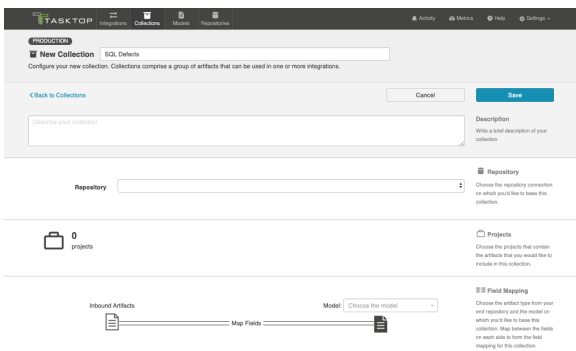 TASKTOP
Integrations
Collections
Models
Repositories
Activity
Metrics
Help
Settings
PRODUCTION
New Collection
SQL Defects
Configure your new collection. Collections comprise a group of artifacts that can be used in one or more integrations.
Back to Collections
Cancel
Save
Describe your collection
Description
Write a brief description of your
collection
Repository
Repository
Choose the repository connection
on which you'd like to base this
collection.
0
projects
Projects
Choose the projects that contain
the artifacts that you would like to
include in this collection.
Inbound Artifacts
Model:
Choose the model
Map Fields
Field Mapping
Choose the artifact type from your
end repository and the model on
which you'd like to base this
collection. Map between the fields
on each side to form the field
mapping for this collection.